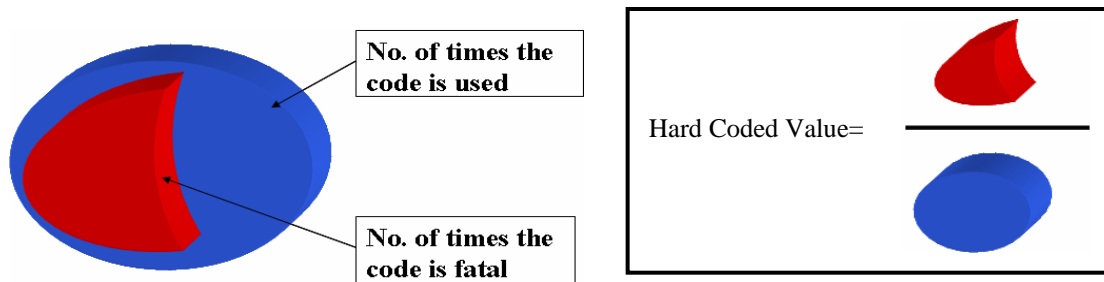 No. of times the
code is used
No. of times the
code is fatal
Hard Coded Value=